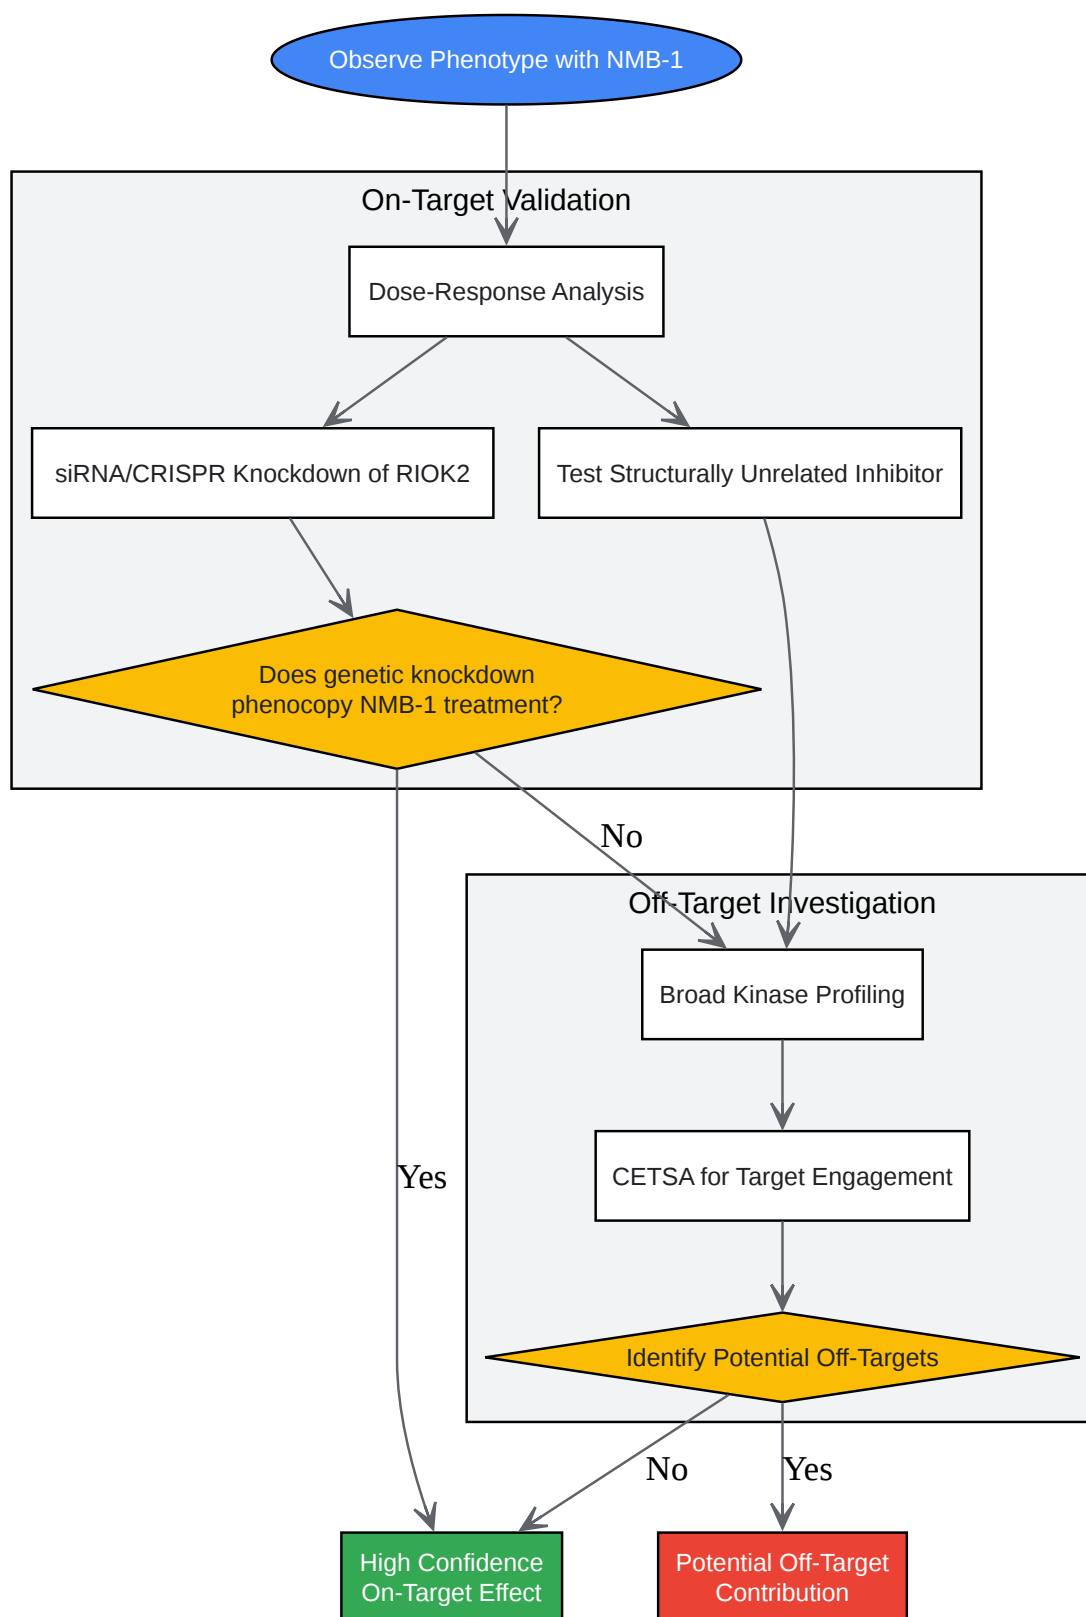 Observe Phenotype with NMB-1
On-Target Validation
Dose-Response Analysis
siRNA/CRISPR Knockdown of RIOK2
Test Structurally Unrelated Inhibitor
Does genetic knockdown
phenocopy NMB-1 treatment?
No
Off-Target Investigation
Broad Kinase Profiling
Yes
CETSA for Target Engagement
Identify Potential Off-Targets
No
Yes
High Confidence
On-Target Effect
Potential Off-Target
Contribution